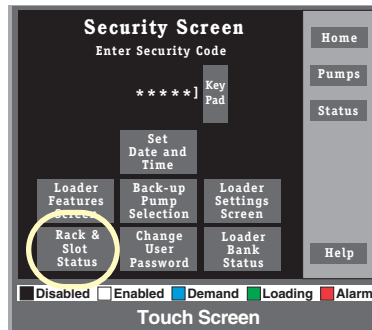 Security Screen
Enter Security Code
*****]
Key
Pad
Set
Date and
Time
Loader
Features
Screen
Back-up
Pump
Selection
Loader
Settings
Screen
Rack &
Slot
Status
Change
User
Password
Loader
Bank
Status
Home
Pumps
Status
Help
Disabled Enabled Demand Loading Alarm
Touch Screen